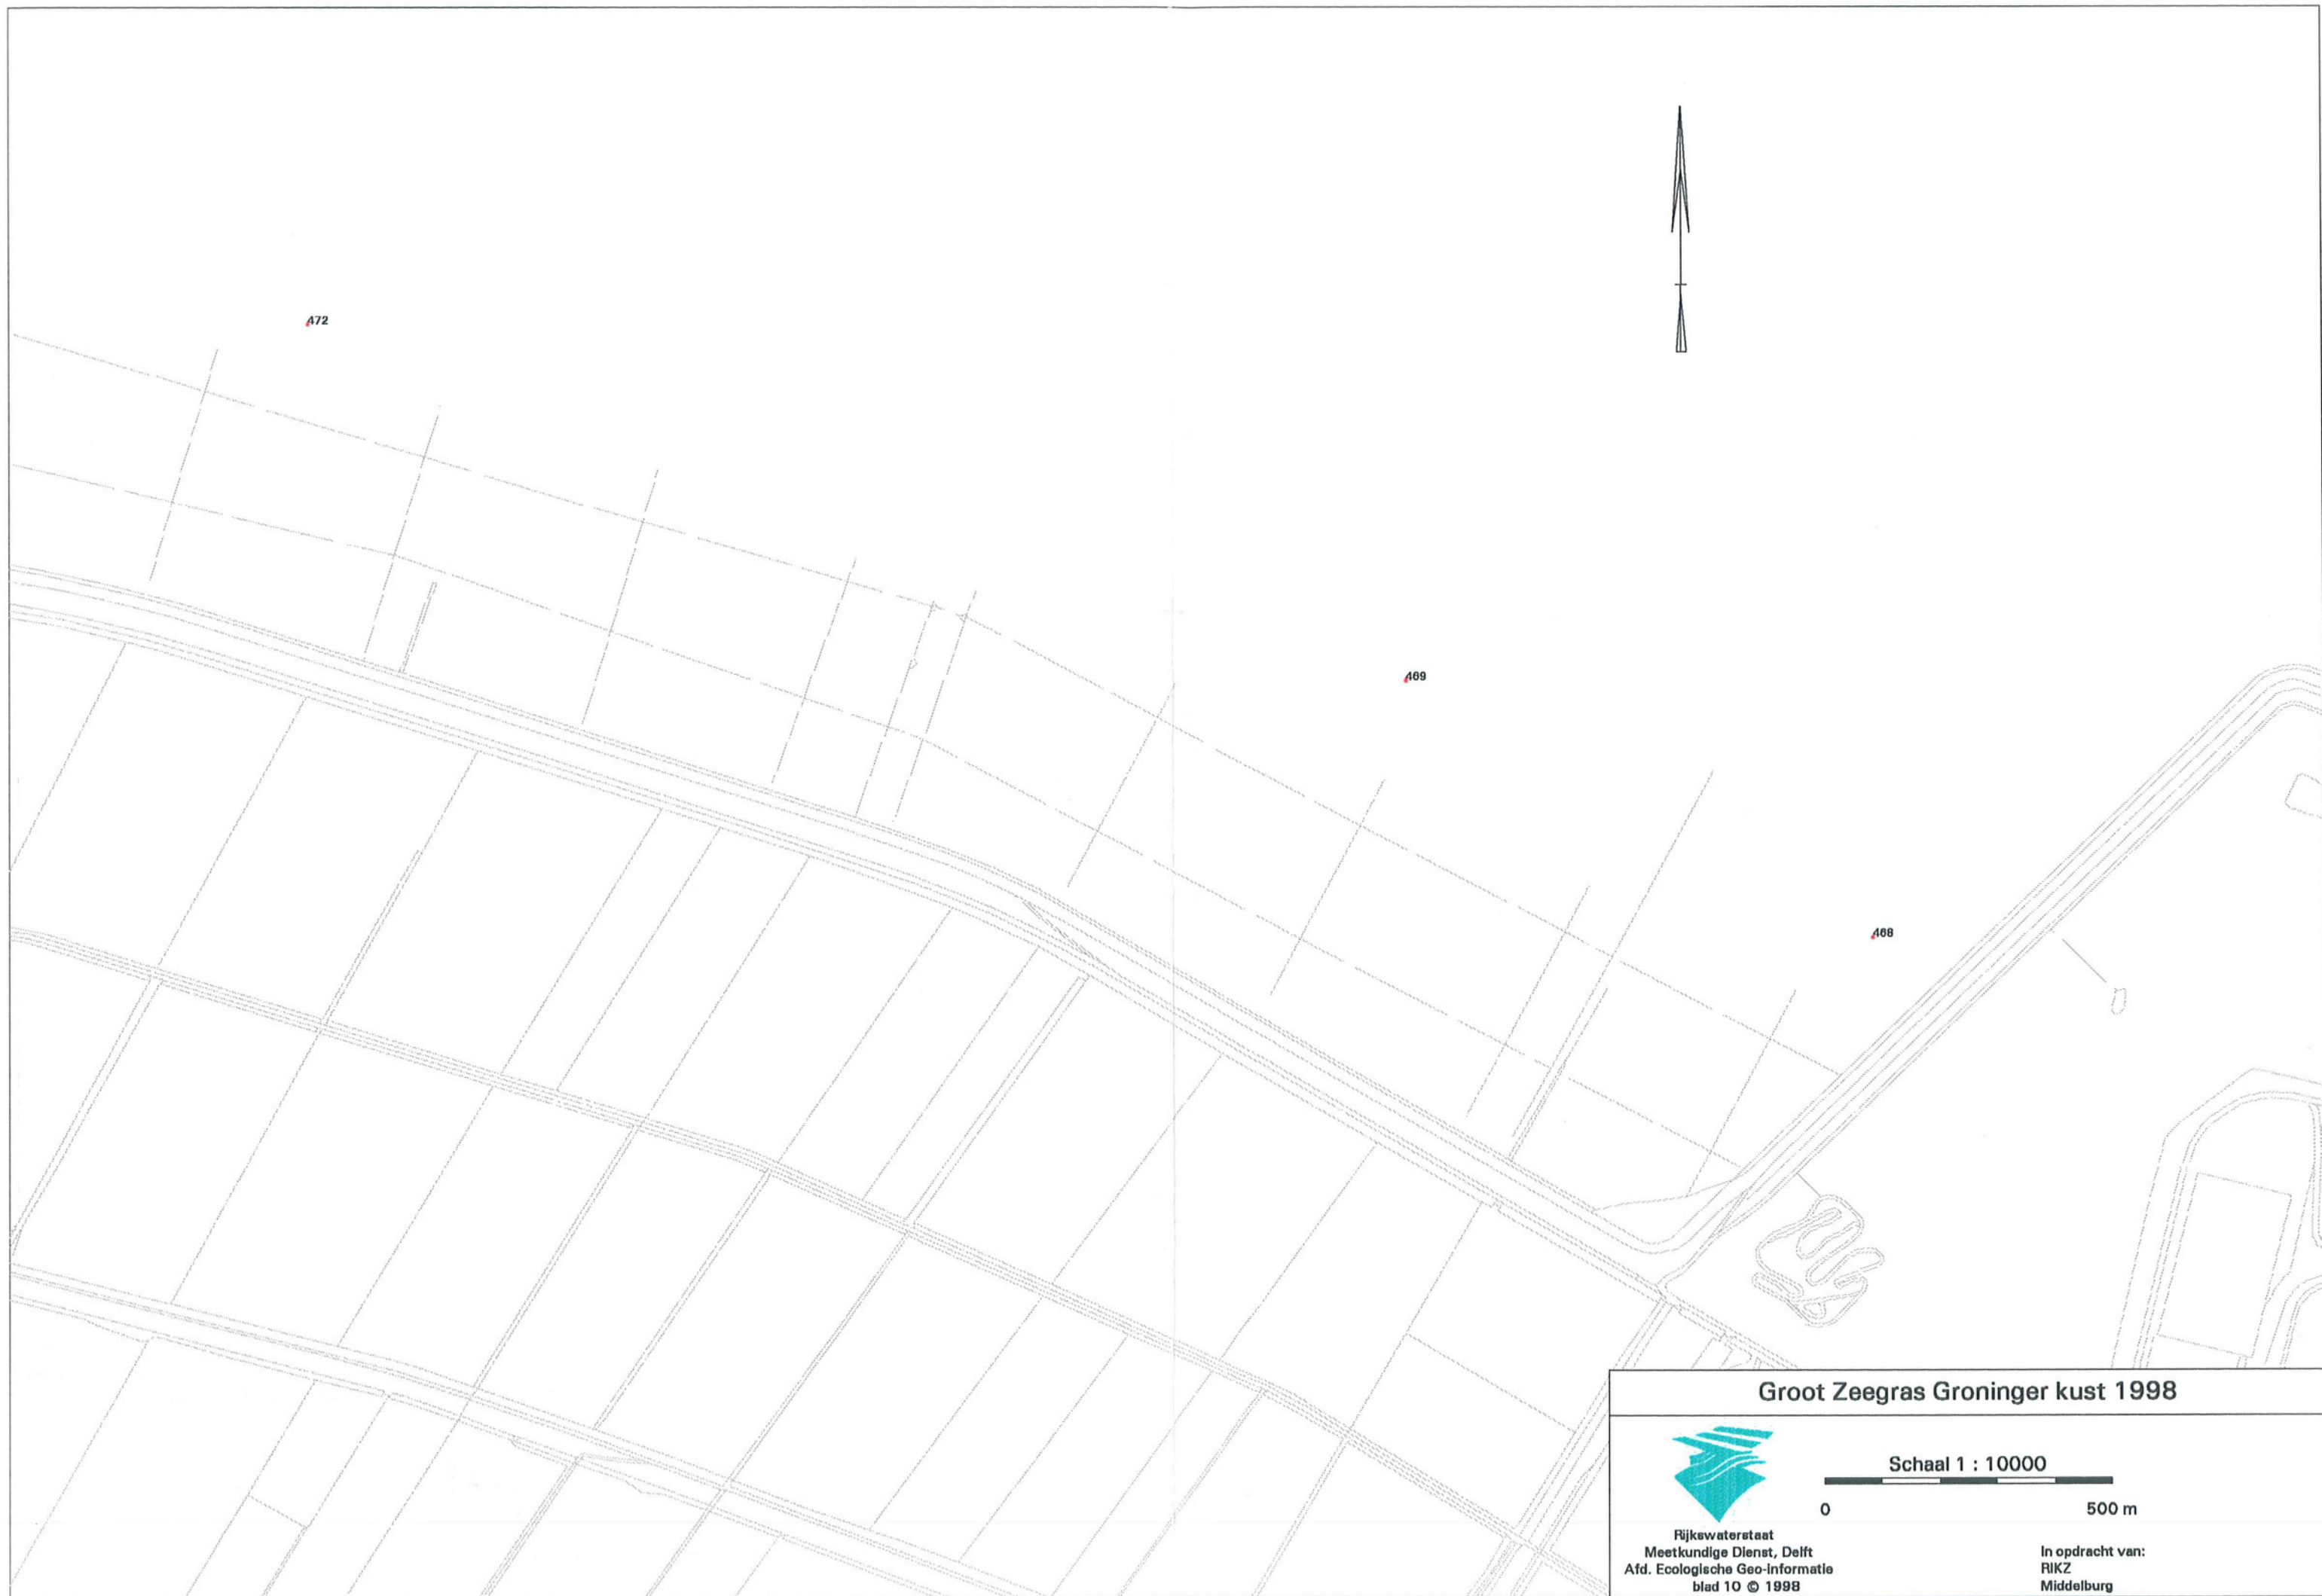 472
469
468
Groot Zeegras Groninger kust 1998
Schaal 1 : 10000
0 500 m
Rijkswaterstaat
Meetkundige Dienst, Delft
Afd. Ecologische Geo-Informatie
blad 10 © 1998
In opdracht van:
RIKZ
Middelburg